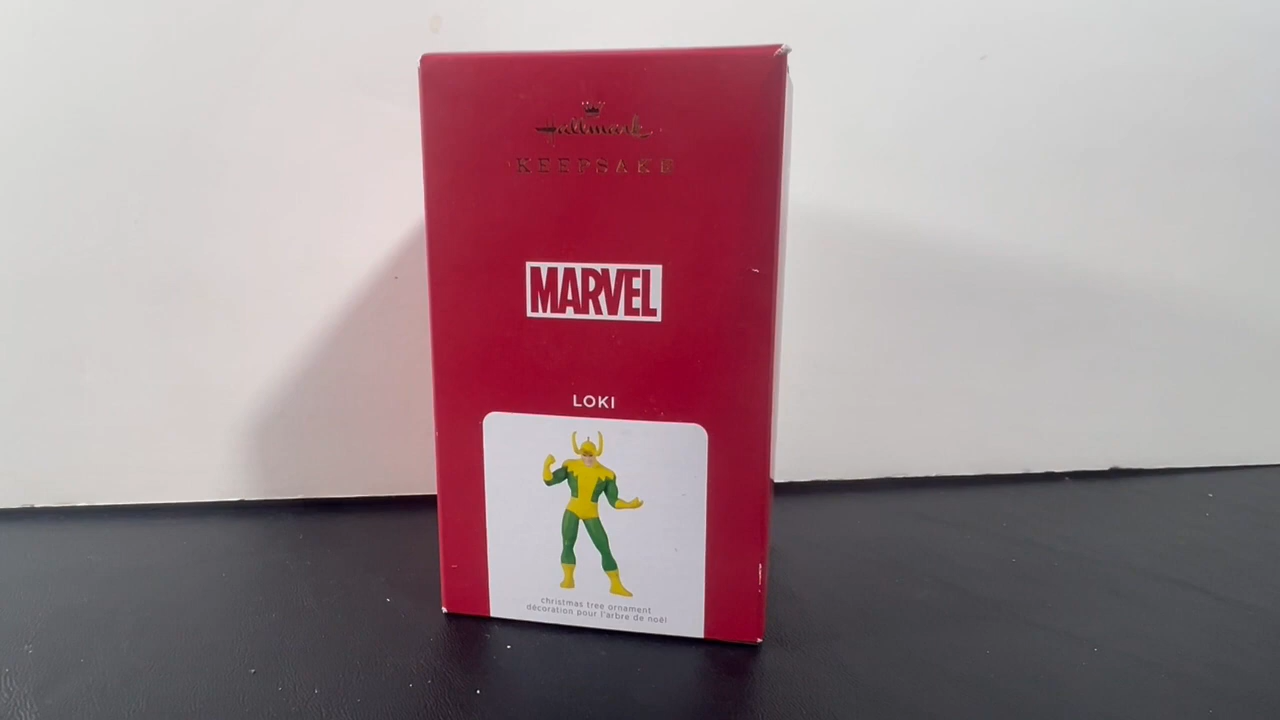 Hallmark
KEEPSAKE
MARVEL
LOKI
christmas tree ornament
décoration pour l'arbre de noël